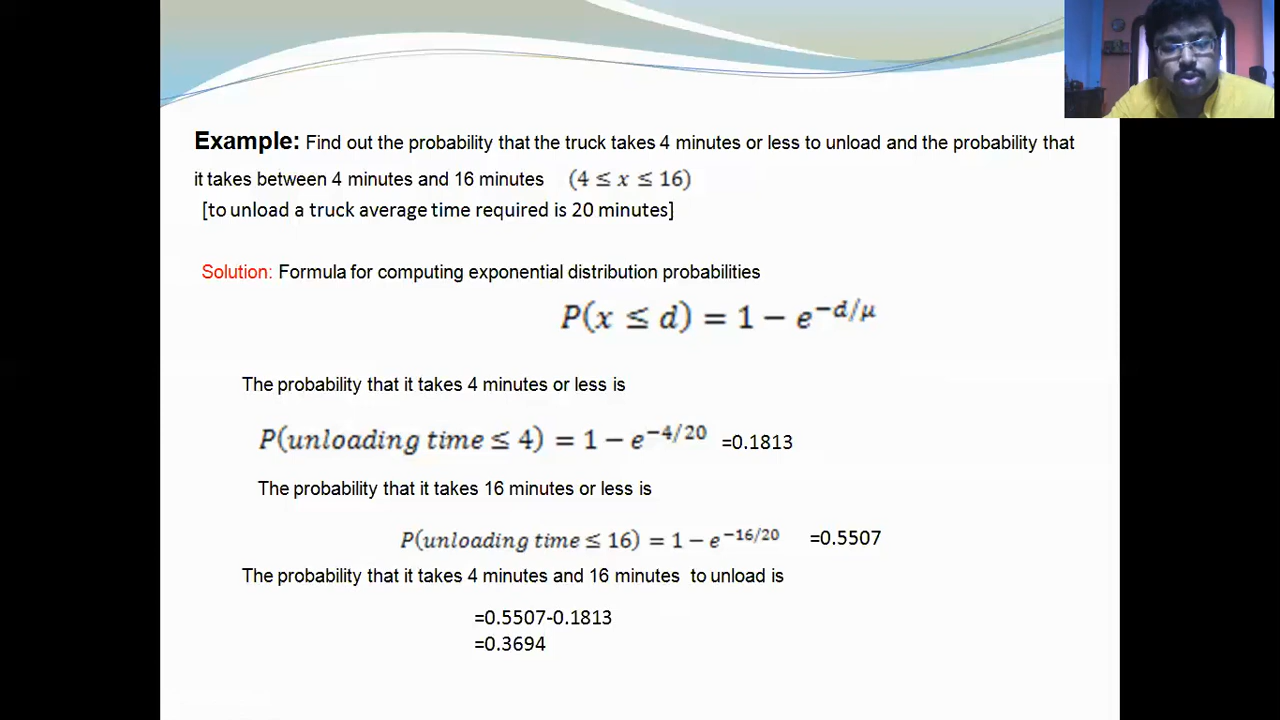 Example: Find out the probability that the truck takes 4 minutes or less to unload and the probability that
it takes between 4 minutes and 16 minutes (4 ≤ x ≤ 16)
[to unload a truck average time required is 20 minutes]
Solution: Formula for computing exponential distribution probabilities
P(x ≤ d) = 1 − e^{−d/μ}
The probability that it takes 4 minutes or less is
P(unloading time ≤ 4) = 1 − e^{−4/20} =0.1813
The probability that it takes 16 minutes or less is
P(unloading time ≤ 16) = 1 − e^{−16/20} =0.5507
The probability that it takes 4 minutes and 16 minutes to unload is
=0.5507-0.1813
=0.3694